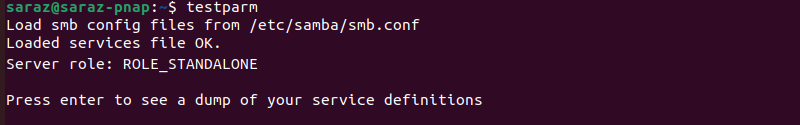 saraz@saraz-pnap:~$ testparm
Load smb config files from /etc/samba/smb.conf
Loaded services file OK.
Server role: ROLE_STANDALONE
Press enter to see a dump of your service definitions